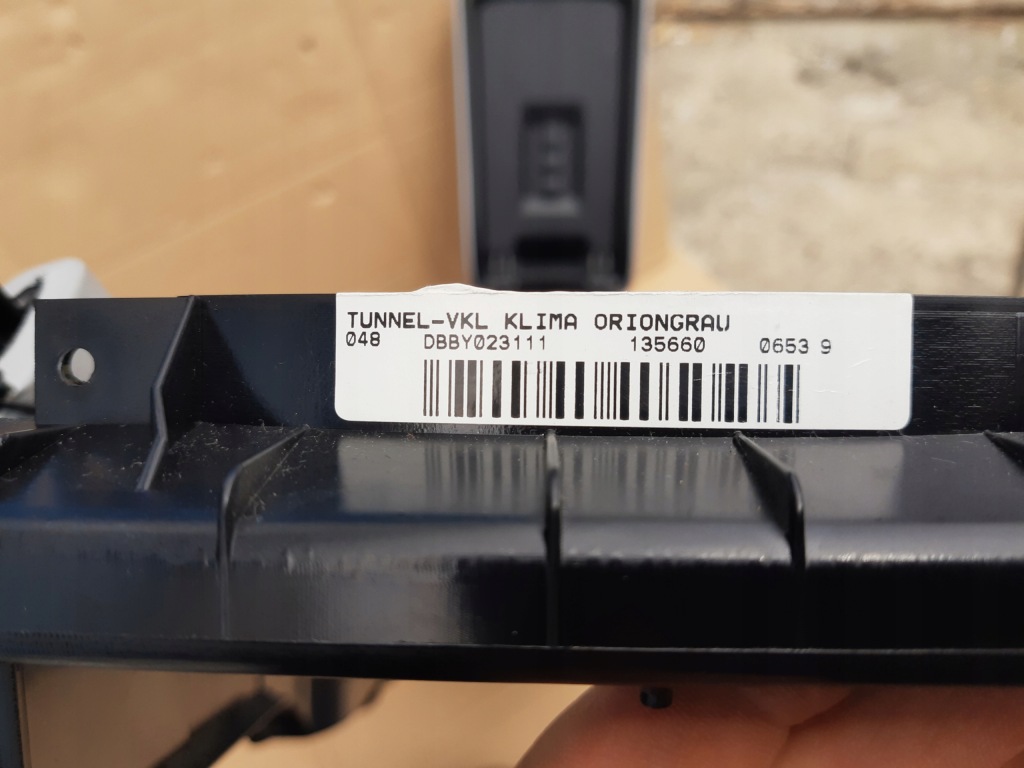 TUNNEL-VKL KLIMA ORIONGRAU
048 DBBY023111 135660 0653 9